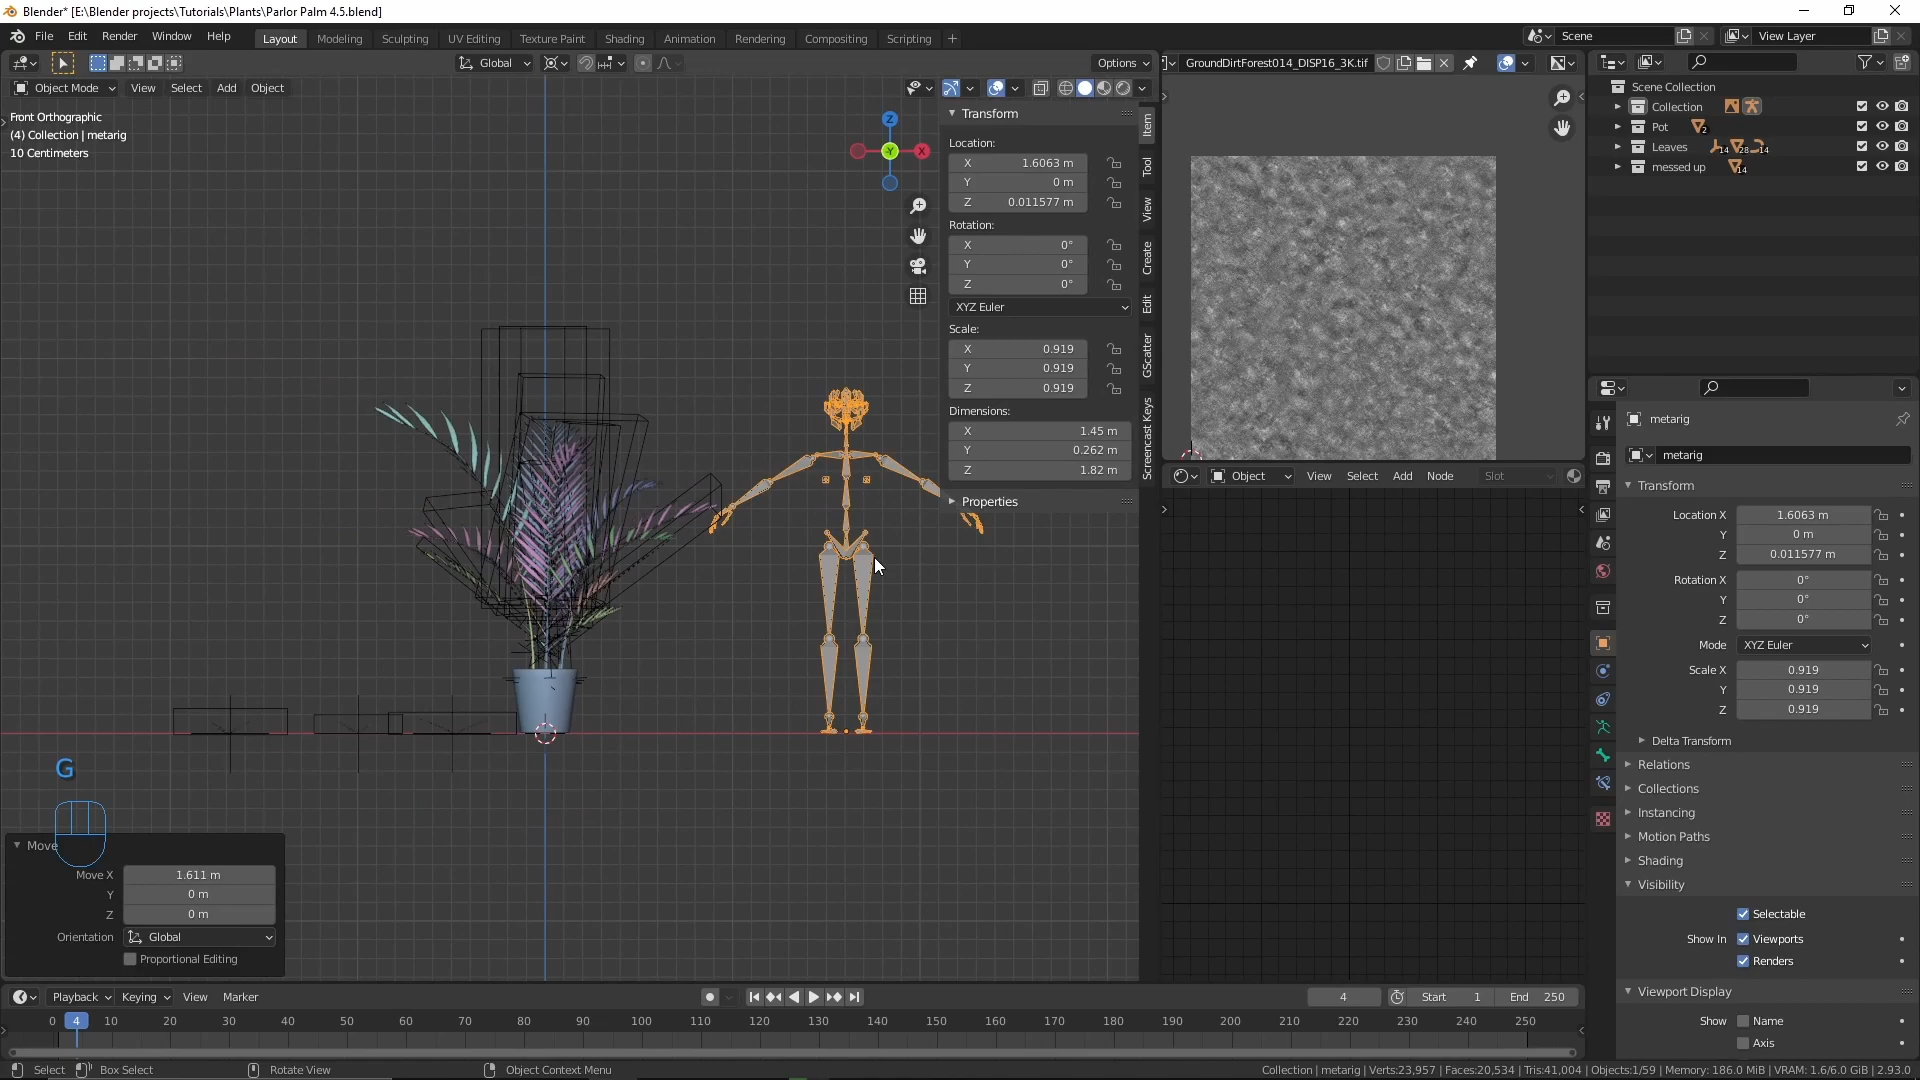 Blender* [E:\Blender projects\Tutorials\Plants\Parlor Palm 4.5.blend]
File Edit Render Window Help Layout Modeling Sculpting UV Editing Texture Paint Shading Animation Rendering Compositing Scripting + Scene View Layer
Global Options GroundDirtForest014_DISP16_3K.tif
Object Mode View Select Add Object
Front Orthographic
(4) Collection | metarig
10 Centimeters
Z
Y
X
Transform
Location:
X 1.6063 m
Y 0 m
Z 0.011577 m
Rotation:
X 0°
Y 0°
Z 0°
XYZ Euler
Scale:
X 0.919
Y 0.919
Z 0.919
Dimensions:
X 1.45 m
Y 0.262 m
Z 1.82 m
Properties
Item
Tool
View
Create
Edit
GScatter
Screencast Keys
Object View Select Add Node Slot
Scene Collection
Collection
Pot 2
Leaves 14 28 14
messed up 14
metarig
metarig
Transform
Location X 1.6063 m
Y 0 m
Z 0.011577 m
Rotation X 0°
Y 0°
Z 0°
Mode XYZ Euler
Scale X 0.919
Y 0.919
Z 0.919
Delta Transform
Relations
Collections
Instancing
Motion Paths
Shading
Visibility
Selectable
Show In Viewports
Renders
Viewport Display
Show Name
Axis
G
Move
Move X 1.611 m
Y 0 m
Z 0 m
Orientation Global
Proportional Editing
Playback Keying View Marker 4 Start 1 End 250
0 4 10 20 30 40 50 60 70 80 90 100 110 120 130 140 150 160 170 180 190 200 210 220 230 240 250
Select Box Select Rotate View Object Context Menu Collection | metarig | Verts:23,957 | Faces:20,534 | Tris:41,004 | Objects:1/59 | Memory: 186.0 MiB | VRAM: 1.6/6.0 GiB | 2.93.0